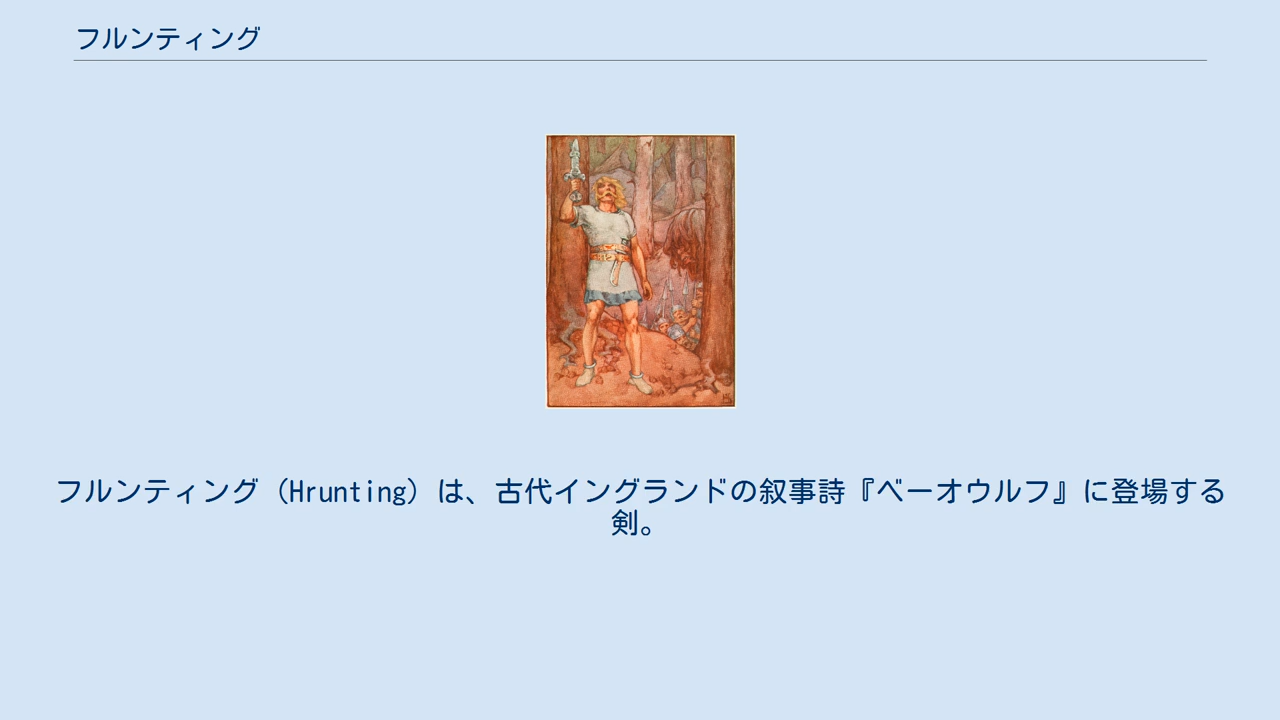 フルンティング
フルンティング（Hrunting）は、古代イングランドの叙事詩『ベーオウルフ』に登場する
剣。